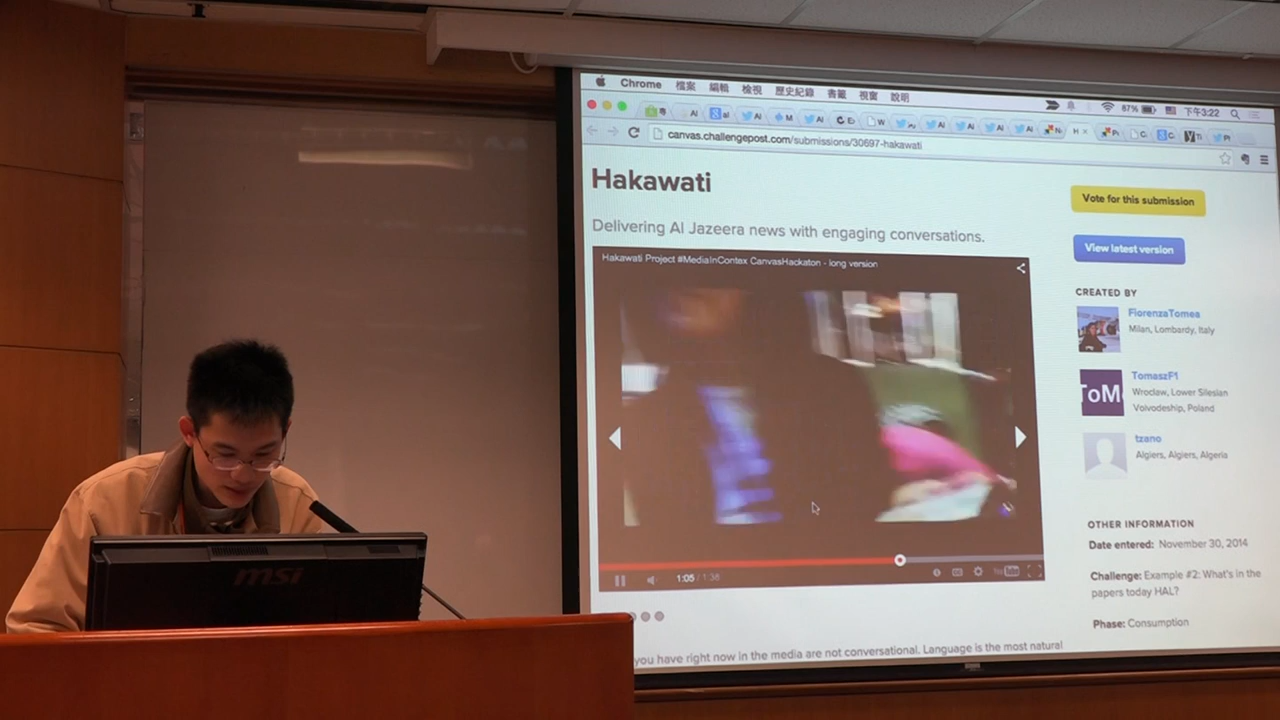 Chrome 檔案 編輯 檢視 歷史紀錄 書籤 視窗 說明 87% 下午3:22
canvas.challengepost.com/submissions/30697-hakawati
Hakawati
Delivering Al Jazeera news with engaging conversations.
Hakawati Project #MediaInContex CanvasHackaton - long version
1:05 / 1:38
YouTube
you have right now in the media are not conversational. Language is the most natural
Vote for this submission
View latest version
CREATED BY
FiorenzaTomea
Milan, Lombardy, Italy
ToMe
TomaszF1
Wroclaw, Lower Silesian
Voivodeship, Poland
tzano
Algiers, Algiers, Algeria
OTHER INFORMATION
Date entered: November 30, 2014
Challenge: Example #2: What's in the
papers today HAL?
Phase: Consumption
msi